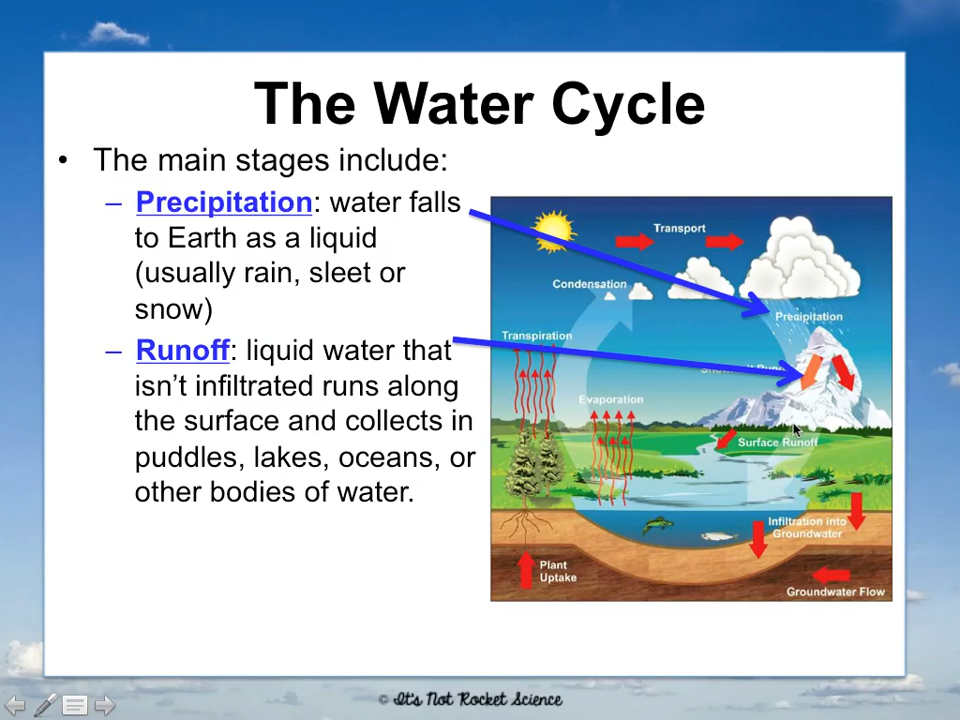 The Water Cycle
• The main stages include:
– Precipitation: water falls
to Earth as a liquid
(usually rain, sleet or
snow)
– Runoff: liquid water that
isn’t infiltrated runs along
the surface and collects in
puddles, lakes, oceans, or
other bodies of water.
Transport
Condensation
Precipitation
Transpiration
Evaporation
Surface Runoff
Infiltration into
Groundwater
Plant
Uptake
Groundwater Flow
© It's Not Rocket Science